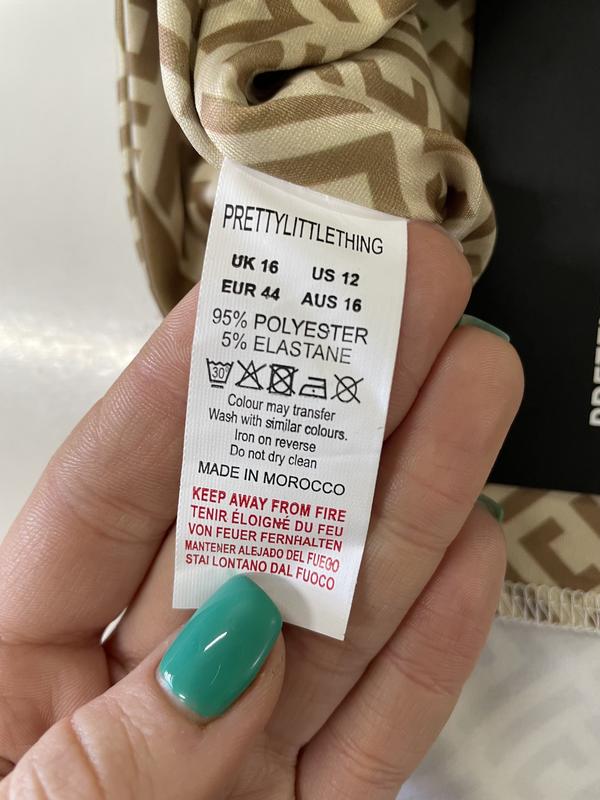 PRETTYLITTLETHING
UK 16 US 12
EUR 44 AUS 16
95% POLYESTER
5% ELASTANE
30°
Colour may transfer
Wash with similar colours.
Iron on reverse
Do not dry clean
MADE IN MOROCCO
KEEP AWAY FROM FIRE
TENIR ÉLOIGNÉ DU FEU
VON FEUER FERNHALTEN
MANTENER ALEJADO DEL FUEGO
STAI LONTANO DAL FUOCO